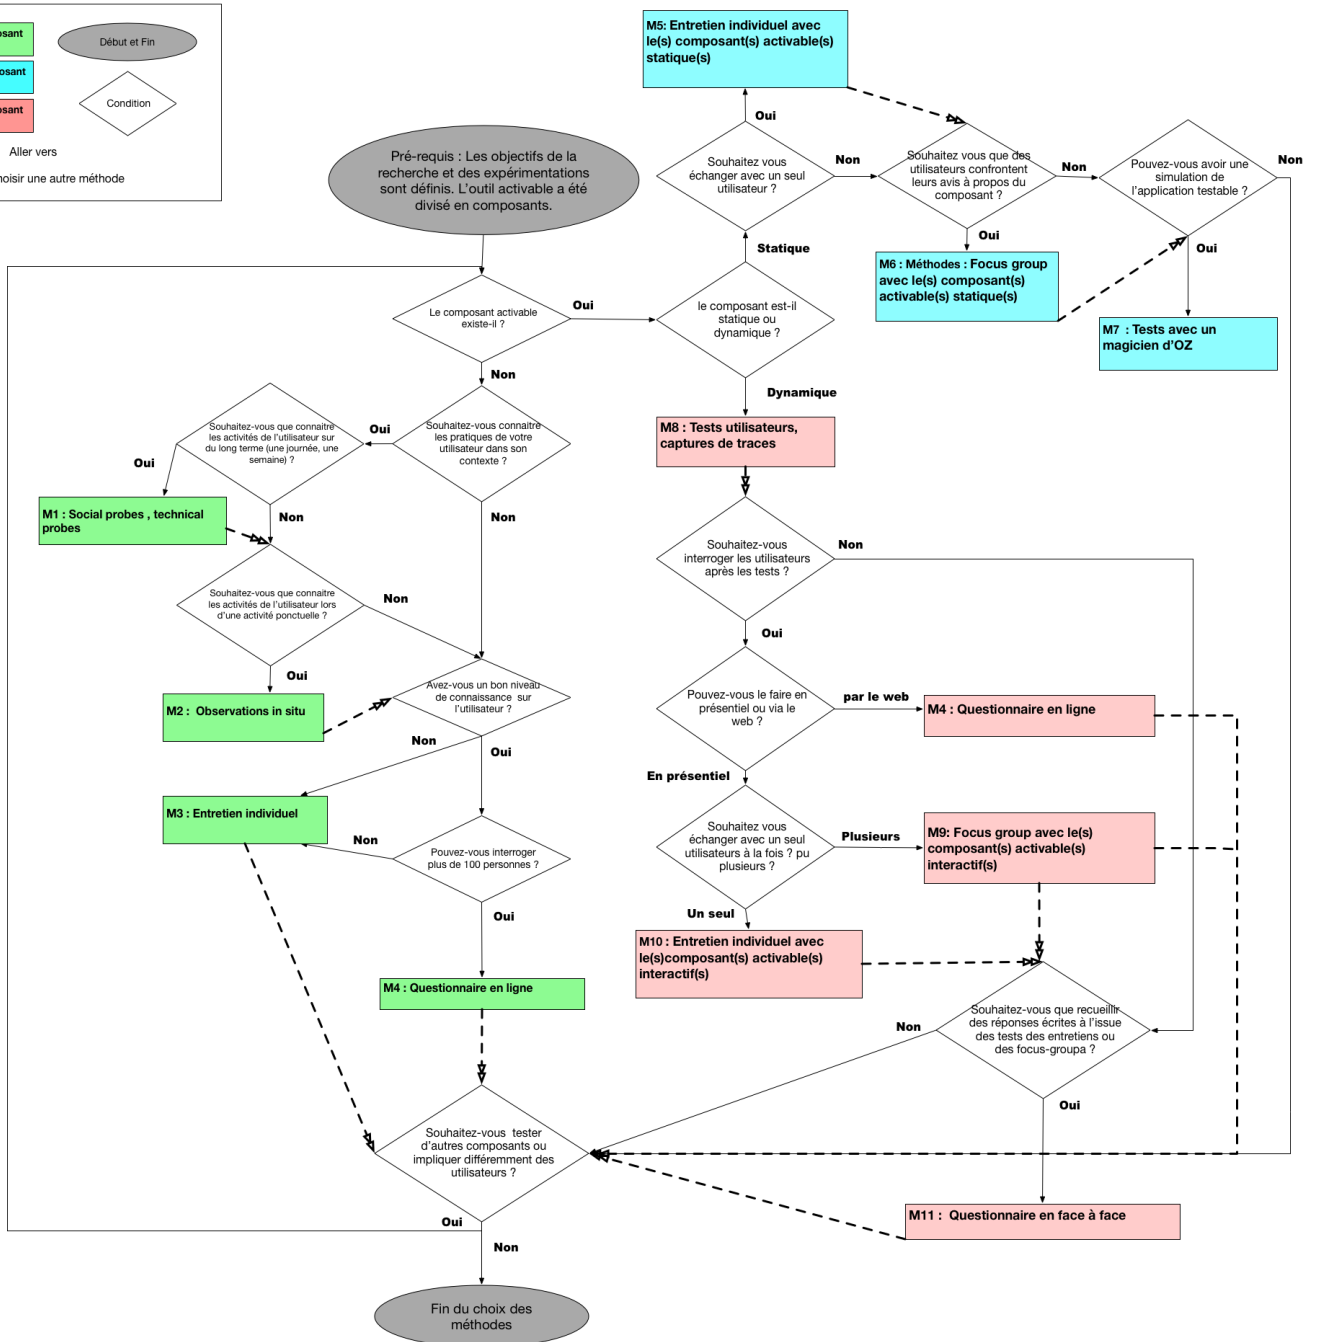 osant
Début et Fin
osant
osant
Condition
Aller vers
hoisir une autre méthode
Pré-requis : Les objectifs de la
recherche et des expérimentations
sont définis. L'outil activable a été
divisé en composants.
M5: Entretien individuel avec
le(s) composant(s) activable(s)
statique(s)
Oui
Souhaitez vous
échanger avec un seul
utilisateur ?
Non
Souhaitez vous que des
utilisateurs confrontent
leurs avis à propos du
composant ?
Non
Pouvez-vous avoir une
simulation de
l'application testable ?
Non
Statique
Oui
Oui
M6 : Méthodes : Focus group
avec le(s) composant(s)
activable(s) statique(s)
M7 : Tests avec un
magicien d'OZ
Le composant activable
existe-il ?
Oui
le composant est-il
statique ou
dynamique ?
Non
Dynamique
Souhaitez-vous que connaitre
les activités de l'utilisateur sur
du long terme (une journée, une
semaine) ?
Oui
Souhaitez-vous connaitre
les pratiques de votre
utilisateur dans son
contexte ?
M8 : Tests utilisateurs,
captures de traces
Oui
M1 : Social probes , technical
probes
Non
Non
Souhaitez-vous
interroger les utilisateurs
après les tests ?
Non
Souhaitez-vous que connaitre
les activités de l'utilisateur lors
d'une activité ponctuelle ?
Non
Oui
Oui
M2 : Observations in situ
Avez-vous un bon niveau
de connaissance sur
l'utilisateur ?
Pouvez-vous le faire en
présentiel ou via le
web ?
par le web
M4 : Questionnaire en ligne
Non
Oui
En présentiel
M3 : Entretien individuel
Non
Pouvez-vous interroger
plus de 100 personnes ?
Souhaitez vous
échanger avec un seul
utilisateurs à la fois ? pu
plusieurs ?
Plusieurs
M9: Focus group avec le(s)
composant(s) activable(s)
interactif(s)
Oui
Un seul
M10 : Entretien individuel avec
le(s)composant(s) activable(s)
interactif(s)
M4 : Questionnaire en ligne
Souhaitez-vous que recueillir
des réponses écrites à l'issue
des tests des entretiens ou
des focus-groupa ?
Non
Oui
Souhaitez-vous tester
d'autres composants ou
impliquer différemment des
utilisateurs ?
M11 : Questionnaire en face à face
Oui
Non
Fin du choix des
méthodes